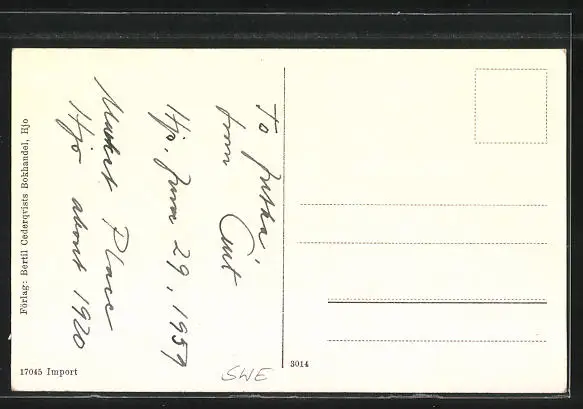 To Jukka
from Curt
Hjo, June 29, 1959
Market Place
Hjo about 1920
Förlag: Bertil Cederqvists Bokhandel, Hjo
17045 Import
SWE
3014